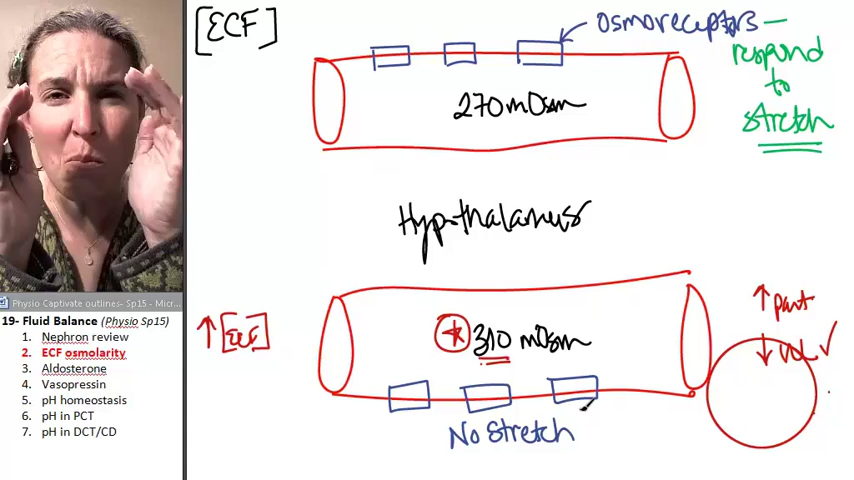 [ECF]
osmoreceptors—
respond
to
stretch
270 mOsm
Hypothalamus
↑[ECF]
* 310 mOsm
↑ part
↓ vol ✓
No Stretch
Physio Captivate outlines- Sp15 - Micr...
19- Fluid Balance (Physio Sp15)
1. Nephron review
2. ECF osmolarity
3. Aldosterone
4. Vasopressin
5. pH homeostasis
6. pH in PCT
7. pH in DCT/CD